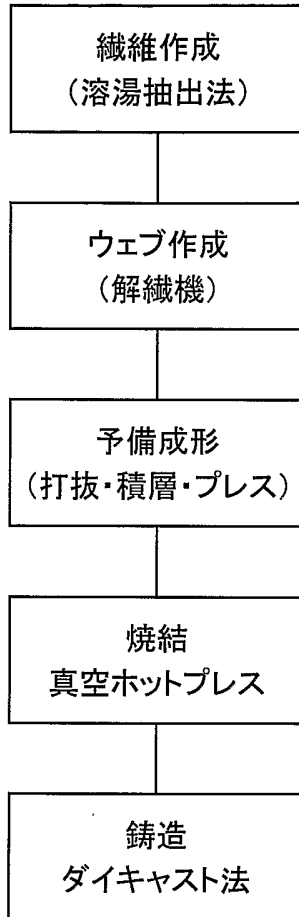 繊維作成
(溶湯抽出法)
ウェブ作成
(解繊機)
予備成形
(打抜・積層・プレス)
焼結
真空ホットプレス
鋳造
ダイキャスト法